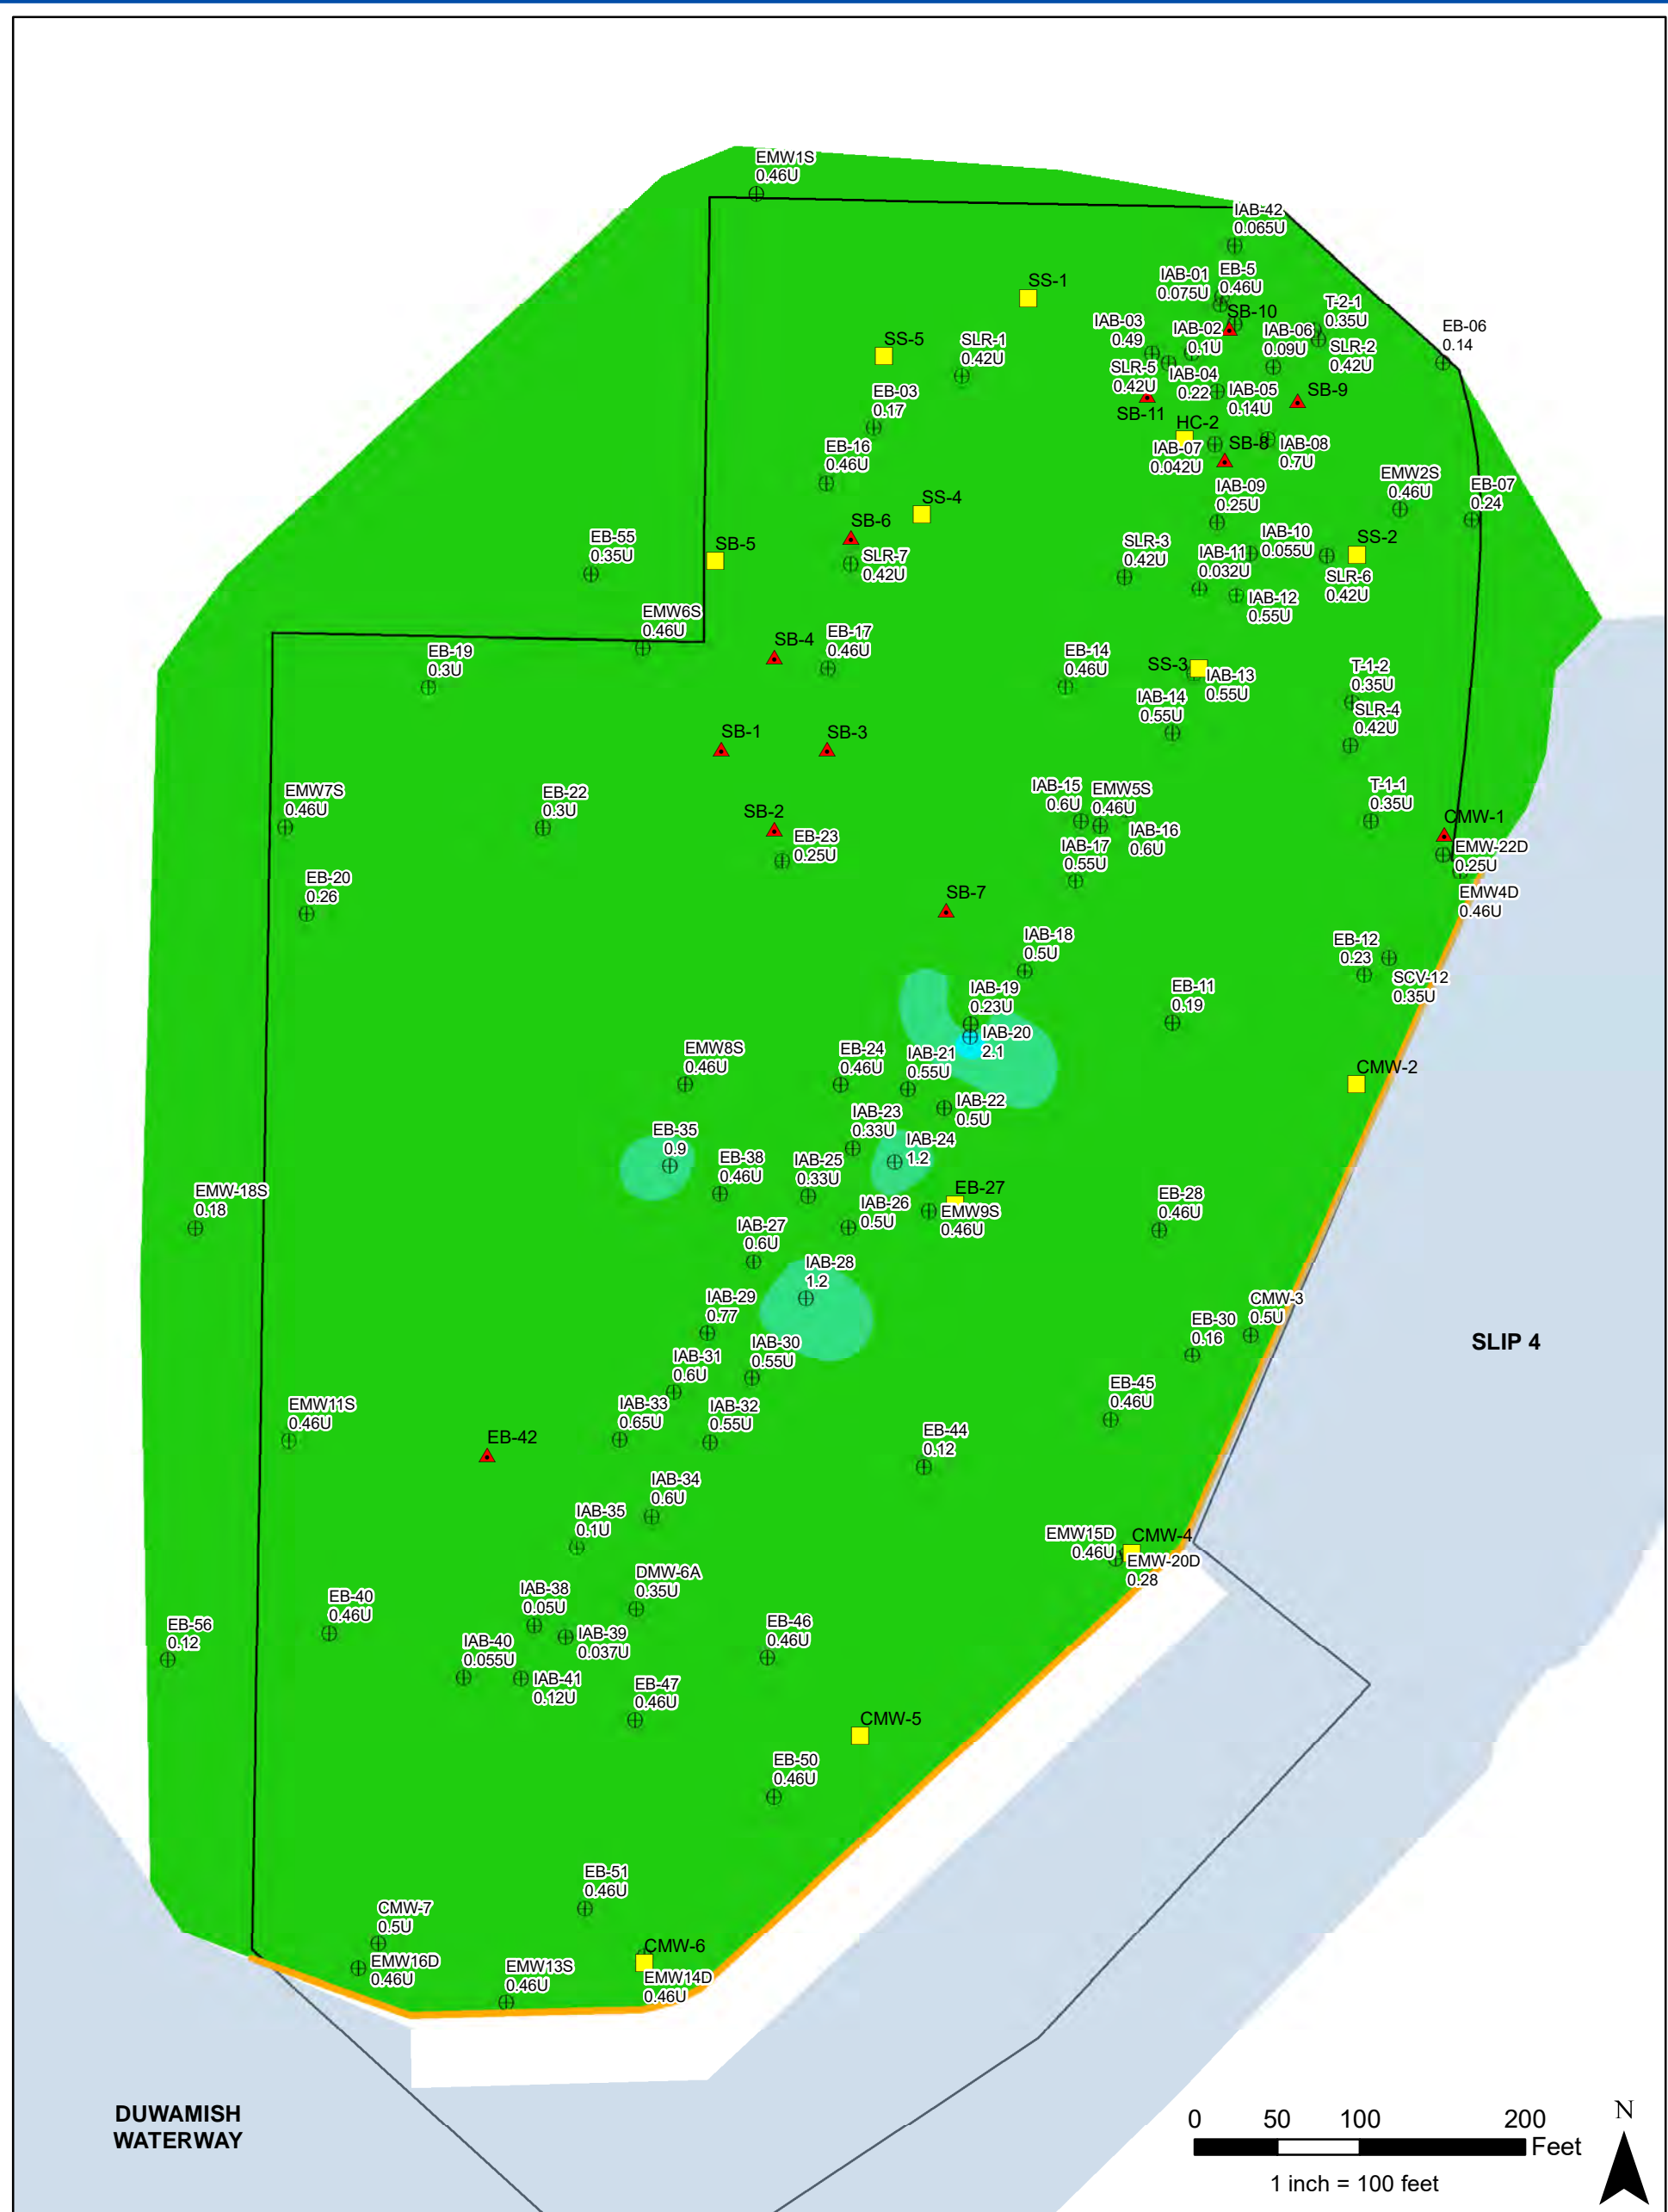 EMW1S
0.46U
IAB-42
0.065U
SS-1
IAB-01
0.075U
EB-5
0.46U
SB-10
T-2-1
0.35U
IAB-03
0.49
IAB-02
0.1U
IAB-06
0.09U
SLR-2
0.42U
EB-06
0.14
SS-5
SLR-1
0.42U
SLR-5
0.42U
IAB-04
0.22
IAB-05
0.14U
SB-9
SB-11
EB-03
0.17
HC-2
IAB-07
0.042U
SB-8
IAB-08
0.7U
EB-16
0.46U
EMW2S
0.46U
EB-07
0.24
IAB-09
0.25U
SS-4
SB-6
SLR-7
0.42U
SB-5
EB-55
0.35U
SLR-3
0.42U
IAB-11
0.032U
IAB-10
0.055U
SS-2
SLR-6
0.42U
IAB-12
0.55U
EMW6S
0.46U
SB-4
EB-17
0.46U
EB-19
0.3U
EB-14
0.46U
SS-3
IAB-13
0.55U
IAB-14
0.55U
T-1-2
0.35U
SLR-4
0.42U
SB-1
SB-3
EMW7S
0.46U
EB-22
0.3U
SB-2
EB-23
0.25U
IAB-15
0.6U
EMW5S
0.46U
IAB-16
0.6U
IAB-17
0.55U
T-1-1
0.35U
CMW-1
EMW-22D
0.25U
EMW4D
0.46U
EB-20
0.26
SB-7
IAB-18
0.5U
EB-12
0.23
SCV-12
0.35U
IAB-19
0.23U
IAB-20
2.1
EB-11
0.19
EMW8S
0.46U
EB-24
0.46U
IAB-21
0.55U
CMW-2
IAB-22
0.5U
IAB-23
0.33U
EB-35
0.9
IAB-24
1.2
EB-38
0.46U
IAB-25
0.33U
EB-27
EMW9S
0.46U
EMW-18S
0.18
IAB-26
0.5U
EB-28
0.46U
IAB-27
0.6U
IAB-28
1.2
IAB-29
0.77
CMW-3
0.5U
EB-30
0.16
SLIP 4
IAB-30
0.55U
IAB-31
0.6U
EB-45
0.46U
EMW11S
0.46U
IAB-33
0.65U
IAB-32
0.55U
EB-42
EB-44
0.12
IAB-34
0.6U
IAB-35
0.1U
EMW15D
0.46U
CMW-4
EMW-20D
0.28
DMW-6A
0.35U
EB-40
0.46U
IAB-38
0.05U
EB-56
0.12
IAB-39
0.037U
EB-46
0.46U
IAB-40
0.055U
IAB-41
0.12U
EB-47
0.46U
CMW-5
EB-50
0.46U
EB-51
0.46U
CMW-7
0.5U
EMW16D
0.46U
CMW-6
EMW14D
0.46U
EMW13S
0.46U
DUWAMISH
WATERWAY
0 50 100 200
Feet
1 inch = 100 feet
N